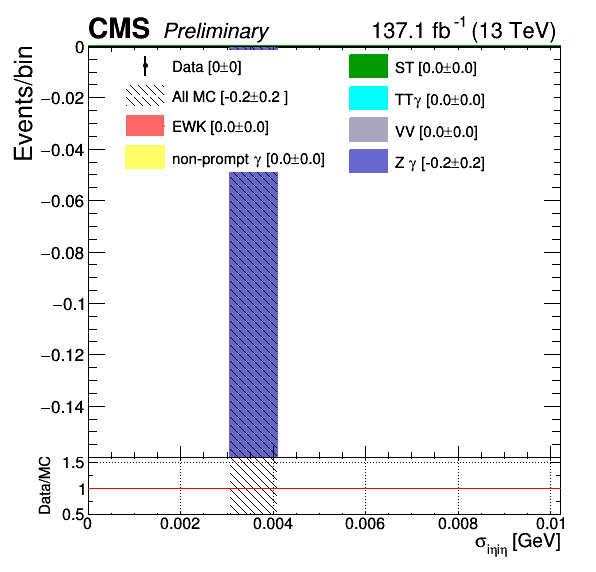 CMS Preliminary 137.1 fb⁻¹ (13 TeV)
Events/bin
0
−0.02
−0.04
−0.06
−0.08
−0.1
−0.12
−0.14
Data [0±0]
All MC [-0.2±0.2 ]
EWK [0.0±0.0]
non-prompt γ [0.0±0.0]
ST [0.0±0.0]
TTγ [0.0±0.0]
VV [0.0±0.0]
Z γ [-0.2±0.2]
Data/MC
1.5
1
0.5
0 0.002 0.004 0.006 0.008 0.01
σiηiη [GeV]